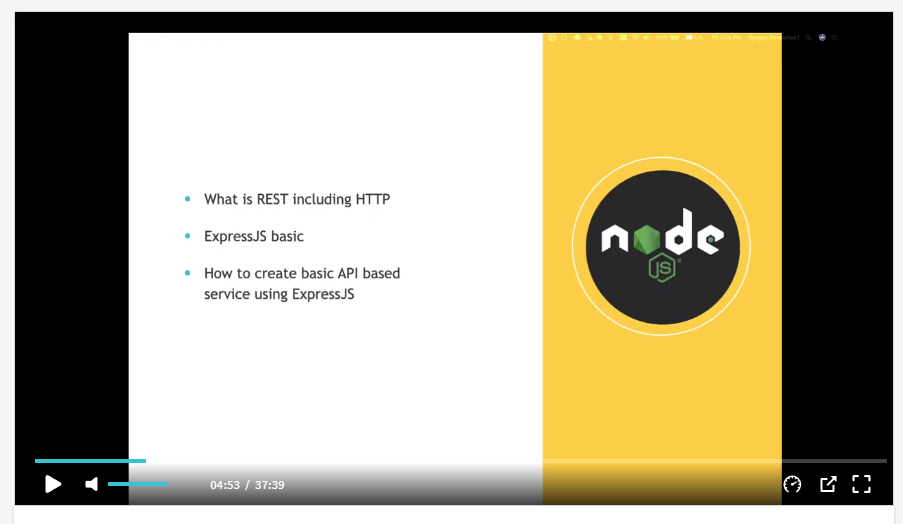 What is REST including HTTP
ExpressJS basic
How to create basic API based
service using ExpressJS
node
JS
04:53 / 37:39